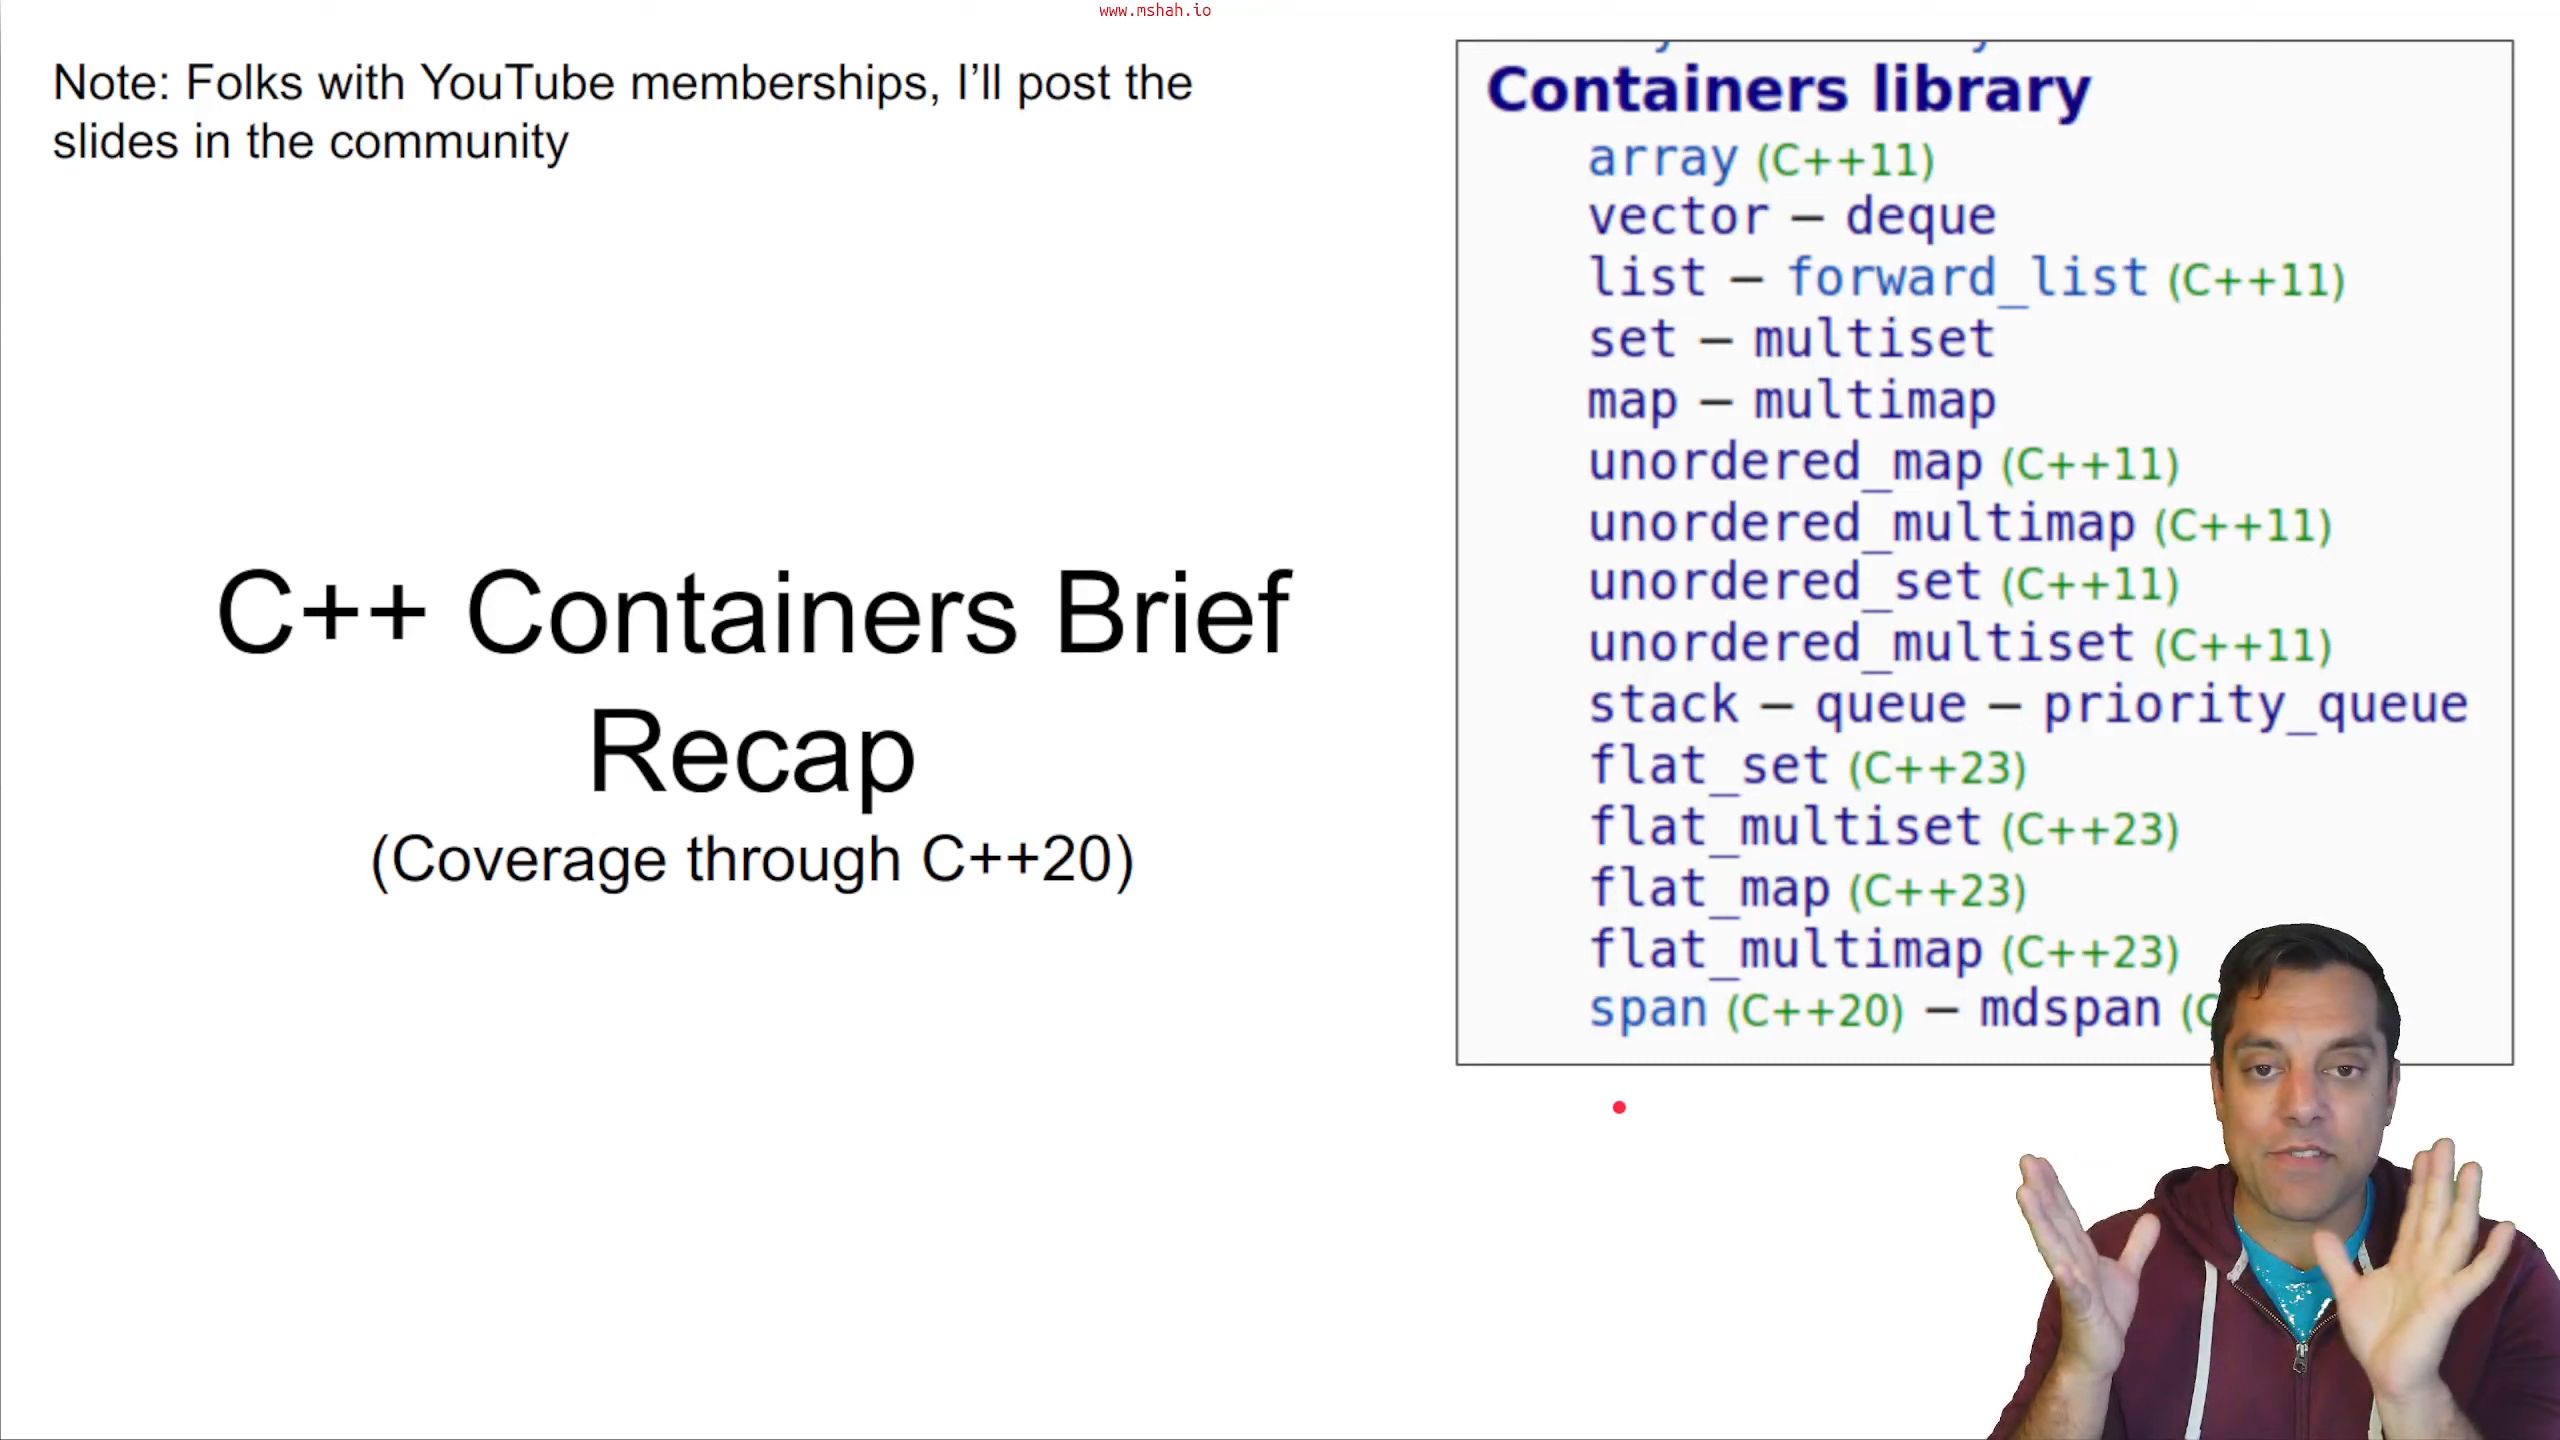 www.mshah.io
Note: Folks with YouTube memberships, I’ll post the
slides in the community
C++ Containers Brief
Recap
(Coverage through C++20)
Containers library
array (C++11)
vector – deque
list – forward_list (C++11)
set – multiset
map – multimap
unordered_map (C++11)
unordered_multimap (C++11)
unordered_set (C++11)
unordered_multiset (C++11)
stack – queue – priority_queue
flat_set (C++23)
flat_multiset (C++23)
flat_map (C++23)
flat_multimap (C++23)
span (C++20) – mdspan